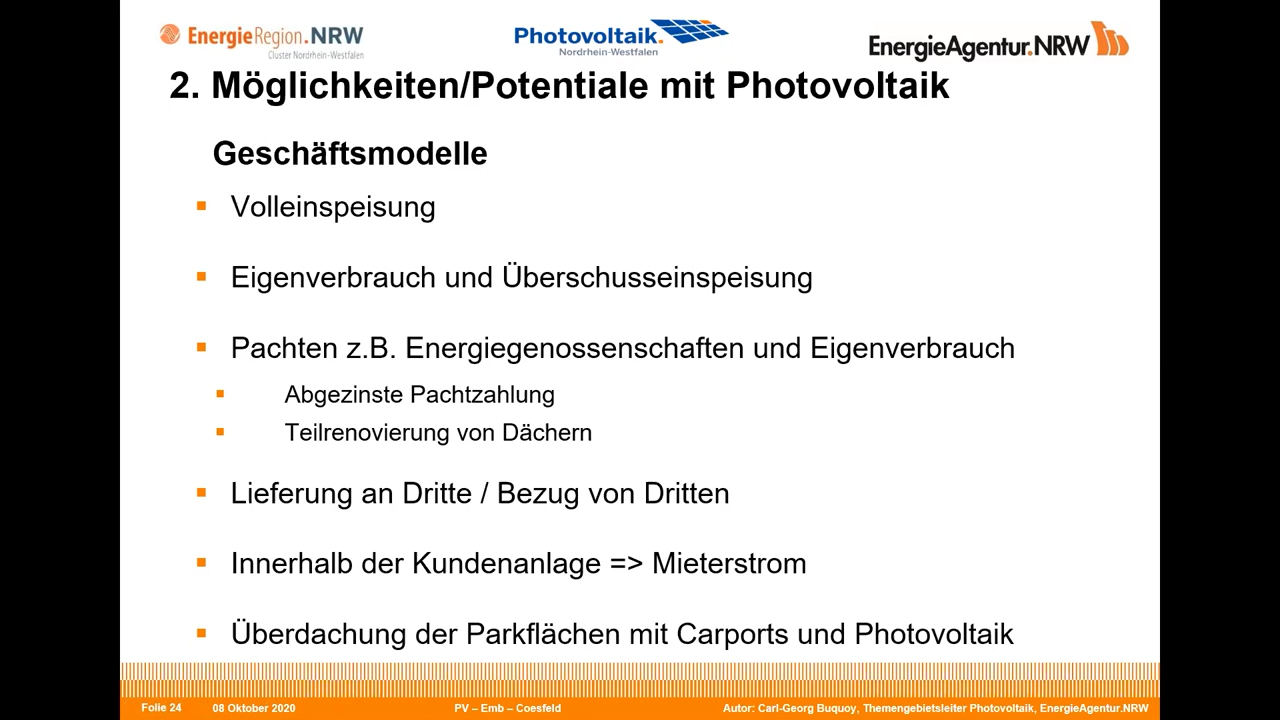 EnergieRegion.NRW
Cluster Nordrhein-Westfalen
Photovoltaik.
Nordrhein-Westfalen
EnergieAgentur.NRW
2. Möglichkeiten/Potentiale mit Photovoltaik
Geschäftsmodelle
Volleinspeisung
Eigenverbrauch und Überschusseinspeisung
Pachten z.B. Energiegenossenschaften und Eigenverbrauch
Abgezinste Pachtzahlung
Teilrenovierung von Dächern
Lieferung an Dritte / Bezug von Dritten
Innerhalb der Kundenanlage => Mieterstrom
Überdachung der Parkflächen mit Carports und Photovoltaik
Folie 24 08 Oktober 2020 PV – Emb – Coesfeld Autor: Carl-Georg Buquoy, Themengebietsleiter Photovoltaik, EnergieAgentur.NRW